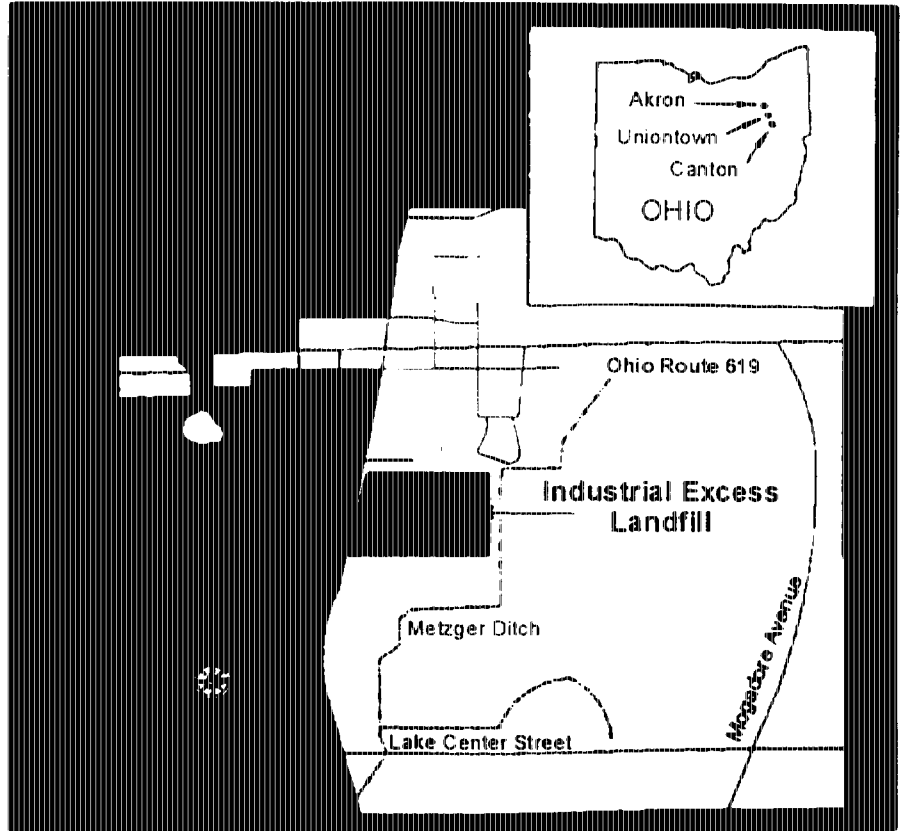 Akron
Uniontown
Canton
OHIO
Ohio Route 619
Industrial Excess
Landfill
Mogadore Avenue
Metzger Ditch
Lake Center Street